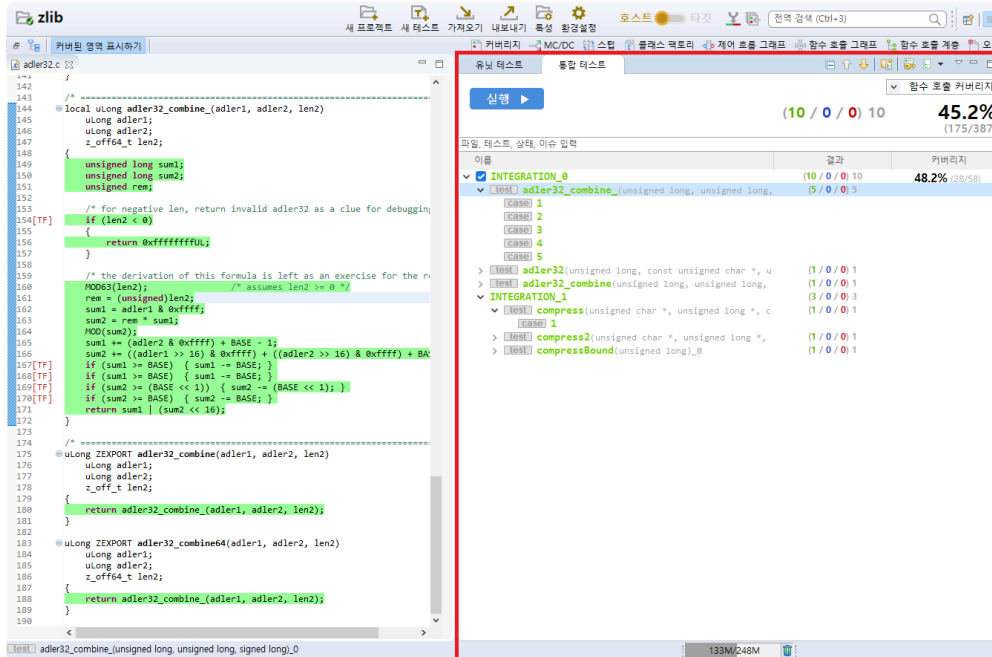 zlib
새 프로젝트 새 테스트 가져오기 내보내기 특성 환경설정
호스트 타깃
전역 검색 (Ctrl+3)
커버된 영역 표시하기
커버리지 MC/DC 스텁 클래스 팩토리 제어 흐름 그래프 함수 호출 그래프 함수 호출 계층 오
adler32.c
141 }
142
143 /* ========================================
144 local uLong adler32_combine_(adler1, adler2, len2)
145 uLong adler1;
146 uLong adler2;
147 z_off64_t len2;
148 {
149 unsigned long sum1;
150 unsigned long sum2;
151 unsigned rem;
152
153 /* for negative len, return invalid adler32 as a clue for debugging
154[TF] if (len2 < 0)
155 {
156 return 0xffffffffUL;
157 }
158
159 /* the derivation of this formula is left as an exercise for the re
160 MOD63(len2); /* assumes len2 >= 0 */
161 rem = (unsigned)len2;
162 sum1 = adler1 & 0xffff;
163 sum2 = rem * sum1;
164 MOD(sum2);
165 sum1 += (adler2 & 0xffff) + BASE - 1;
166 sum2 += ((adler1 >> 16) & 0xffff) + ((adler2 >> 16) & 0xffff) + BAS
167[TF] if (sum1 >= BASE) { sum1 -= BASE; }
168[TF] if (sum1 >= BASE) { sum1 -= BASE; }
169[TF] if (sum2 >= (BASE << 1)) { sum2 -= (BASE << 1); }
170[TF] if (sum2 >= BASE) { sum2 -= BASE; }
171 return sum1 | (sum2 << 16);
172 }
173
174 /* ========================================
175 uLong ZEXPORT adler32_combine(adler1, adler2, len2)
176 uLong adler1;
177 uLong adler2;
178 z_off_t len2;
179 {
180 return adler32_combine_(adler1, adler2, len2);
181 }
182
183 uLong ZEXPORT adler32_combine64(adler1, adler2, len2)
184 uLong adler1;
185 uLong adler2;
186 z_off64_t len2;
187 {
188 return adler32_combine_(adler1, adler2, len2);
189 }
190
유닛 테스트 통합 테스트
함수 호출 커버리지
실행
(10 / 0 / 0) 10 45.2%
(175/387
파일, 테스트, 상태, 이슈 입력
이름 결과 커버리지
INTEGRATION_0 (10 / 0 / 0) 10 48.2% (28/58)
test adler32_combine_(unsigned long, unsigned long, (5 / 0 / 0) 5
case 1
case 2
case 3
case 4
case 5
test adler32(unsigned long, const unsigned char *, u (1 / 0 / 0) 1
test adler32_combine(unsigned long, unsigned long, (1 / 0 / 0) 1
INTEGRATION_1 (3 / 0 / 0) 3
test compress(unsigned char *, unsigned long *, c (1 / 0 / 0) 1
case 1
test compress2(unsigned char *, unsigned long *, (1 / 0 / 0) 1
test compressBound(unsigned long)_0 (1 / 0 / 0) 1
test adler32_combine_(unsigned long, unsigned long, signed long)_0
133M/248M